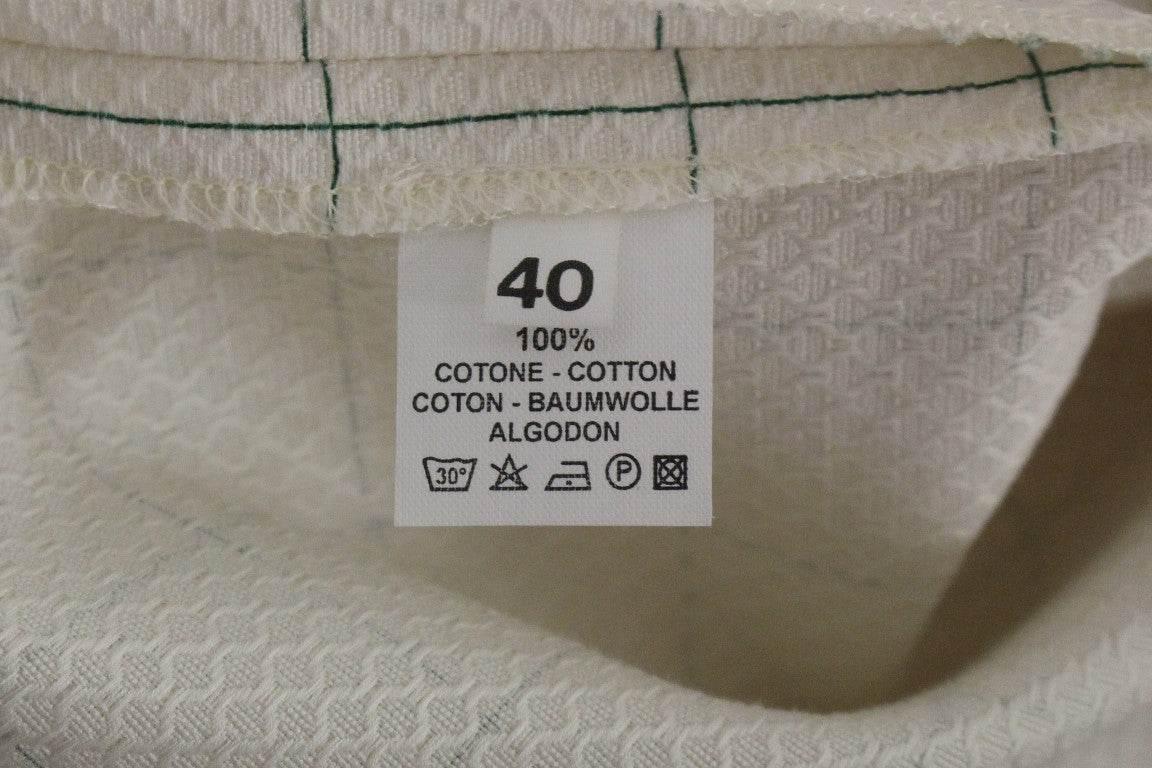 40
100%
COTONE - COTTON
COTON - BAUMWOLLE
ALGODON
30° P